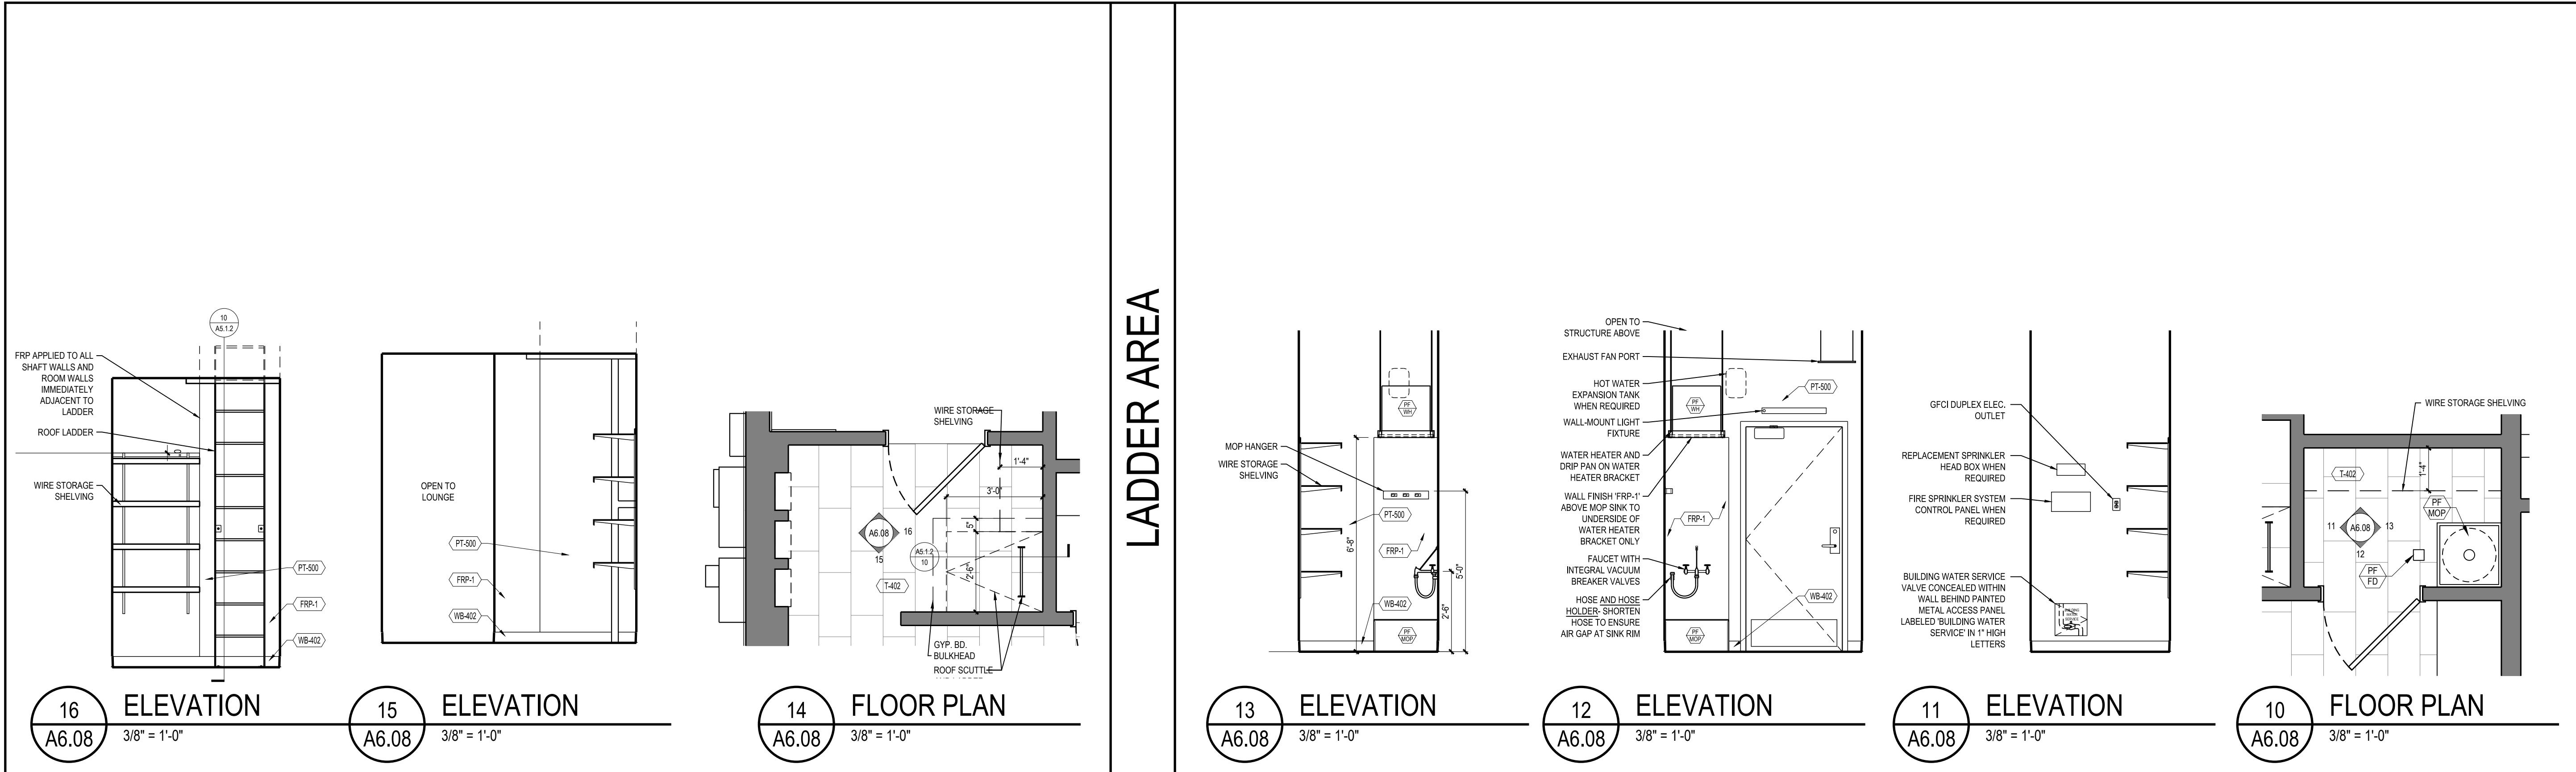 10
A5.1.2
FRP APPLIED TO ALL
SHAFT WALLS AND
ROOM WALLS
IMMEDIATELY
ADJACENT TO
LADDER
ROOF LADDER
WIRE STORAGE
SHELVING
PT-500
FRP-1
WB-402
16
A6.08
ELEVATION
3/8" = 1'-0"
OPEN TO
LOUNGE
PT-500
FRP-1
WB-402
15
A6.08
ELEVATION
3/8" = 1'-0"
WIRE STORAGE
SHELVING
1'-4"
3'-0"
5"
2'-6"
A6.08
16
15
A5.1.2
10
T-402
GYP. BD.
BULKHEAD
ROOF SCUTTLE
14
A6.08
FLOOR PLAN
3/8" = 1'-0"
LADDER AREA
MOP HANGER
WIRE STORAGE
SHELVING
PF
WH
6'-8"
PT-500
FRP-1
WB-402
5'-0"
2'-6"
PF
MOP
13
A6.08
ELEVATION
3/8" = 1'-0"
OPEN TO
STRUCTURE ABOVE
EXHAUST FAN PORT
HOT WATER
EXPANSION TANK
WHEN REQUIRED
WALL-MOUNT LIGHT
FIXTURE
WATER HEATER AND
DRIP PAN ON WATER
HEATER BRACKET
WALL FINISH 'FRP-1'
ABOVE MOP SINK TO
UNDERSIDE OF
WATER HEATER
BRACKET ONLY
FAUCET WITH
INTEGRAL VACUUM
BREAKER VALVES
HOSE AND HOSE
HOLDER- SHORTEN
HOSE TO ENSURE
AIR GAP AT SINK RIM
PF
WH
PT-500
FRP-1
WB-402
PF
MOP
12
A6.08
ELEVATION
3/8" = 1'-0"
GFCI DUPLEX ELEC.
OUTLET
REPLACEMENT SPRINKLER
HEAD BOX WHEN
REQUIRED
FIRE SPRINKLER SYSTEM
CONTROL PANEL WHEN
REQUIRED
BUILDING WATER SERVICE
VALVE CONCEALED WITHIN
WALL BEHIND PAINTED
METAL ACCESS PANEL
LABELED 'BUILDING WATER
SERVICE' IN 1" HIGH
LETTERS
11
A6.08
ELEVATION
3/8" = 1'-0"
WIRE STORAGE SHELVING
T-402
1'-4"
PF
MOP
11
A6.08
13
12
PF
FD
10
A6.08
FLOOR PLAN
3/8" = 1'-0"